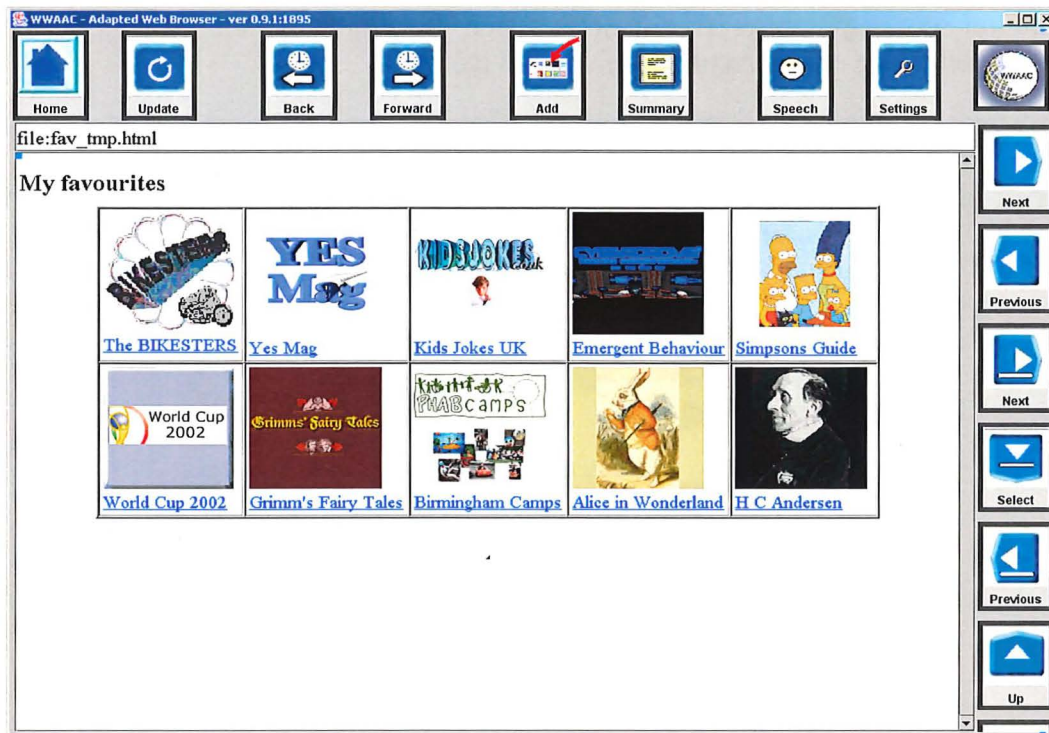 WWAAC - Adapted Web Browser - ver 0.9.1:1895
Home Update Back Forward Add Summary Speech Settings
WWAAC
file:fav_tmp.html
My favourites
BIKESTERS
YES
Mag
KIDSJOKES
.co.uk
The BIKESTERS Yes Mag Kids Jokes UK Emergent Behaviour Simpsons Guide
World Cup
2002
Grimms' Fairy Tales
PHAB CAMPS
World Cup 2002 Grimm's Fairy Tales Birmingham Camps Alice in Wonderland H C Andersen
Next
Previous
Next
Select
Previous
Up